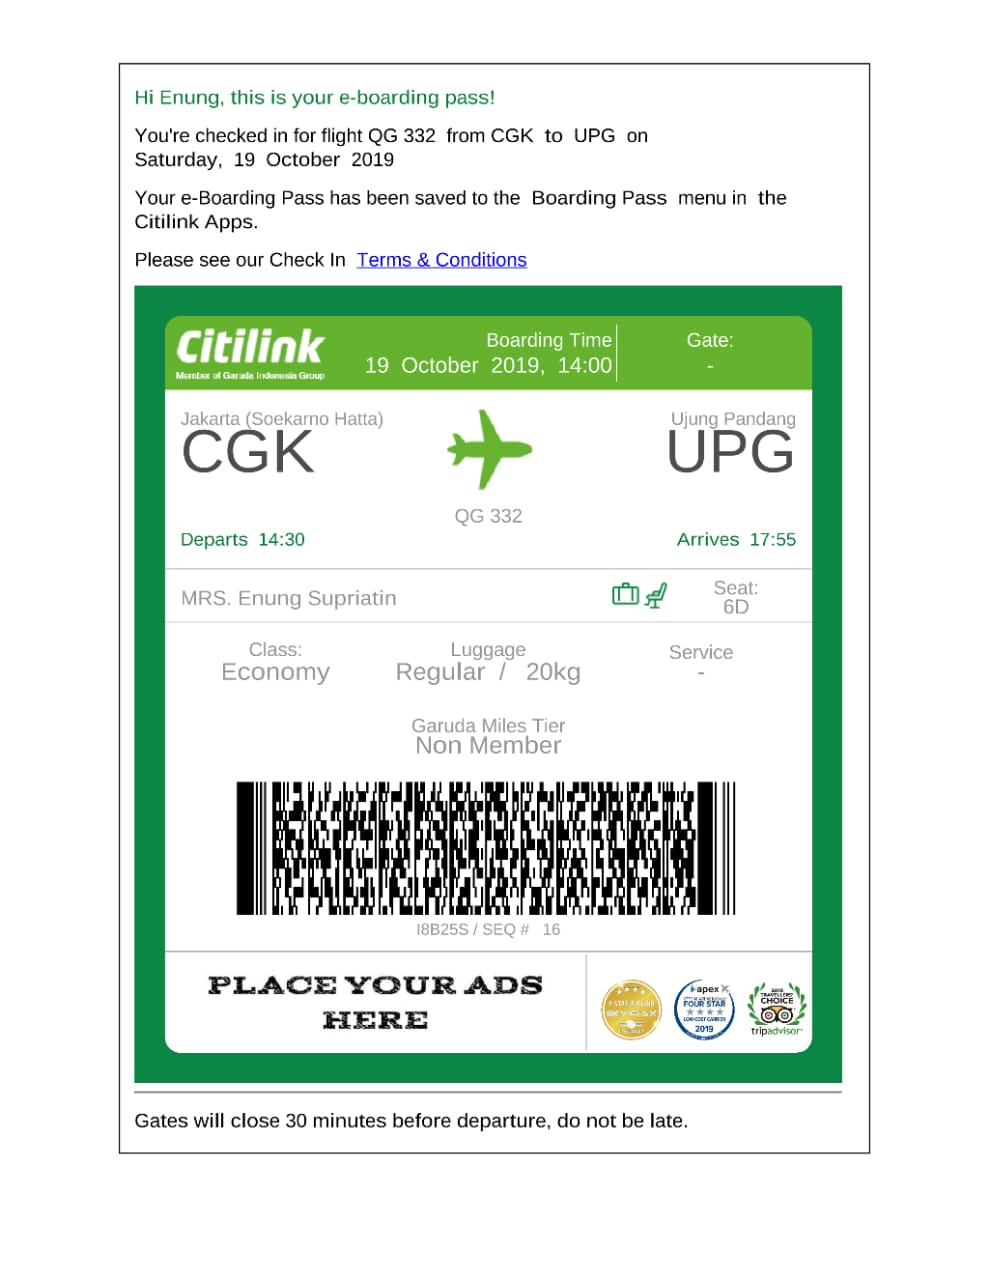 Hi Enung, this is your e-boarding pass!
You're checked in for flight QG 332 from CGK to UPG on
Saturday, 19 October 2019
Your e-Boarding Pass has been saved to the Boarding Pass menu in the
Citilink Apps.
Please see our Check In Terms & Conditions
Citilink
Member of Garuda Indonesia Group
Boarding Time
19 October 2019, 14:00
Gate:
-
Jakarta (Soekarno Hatta)
CGK
Ujung Pandang
UPG
QG 332
Departs 14:30
Arrives 17:55
MRS. Enung Supriatin
Seat:
6D
Class:
Economy
Luggage
Regular / 20kg
Service
-
Garuda Miles Tier
Non Member
I8B25S / SEQ # 16
PLACE YOUR ADS
HERE
4 STAR AIRLINE
SKYTRAX
apex
FOUR STAR
LOW-COST CARRIER
2019
TRAVELLERS'
CHOICE
tripadvisor
Gates will close 30 minutes before departure, do not be late.